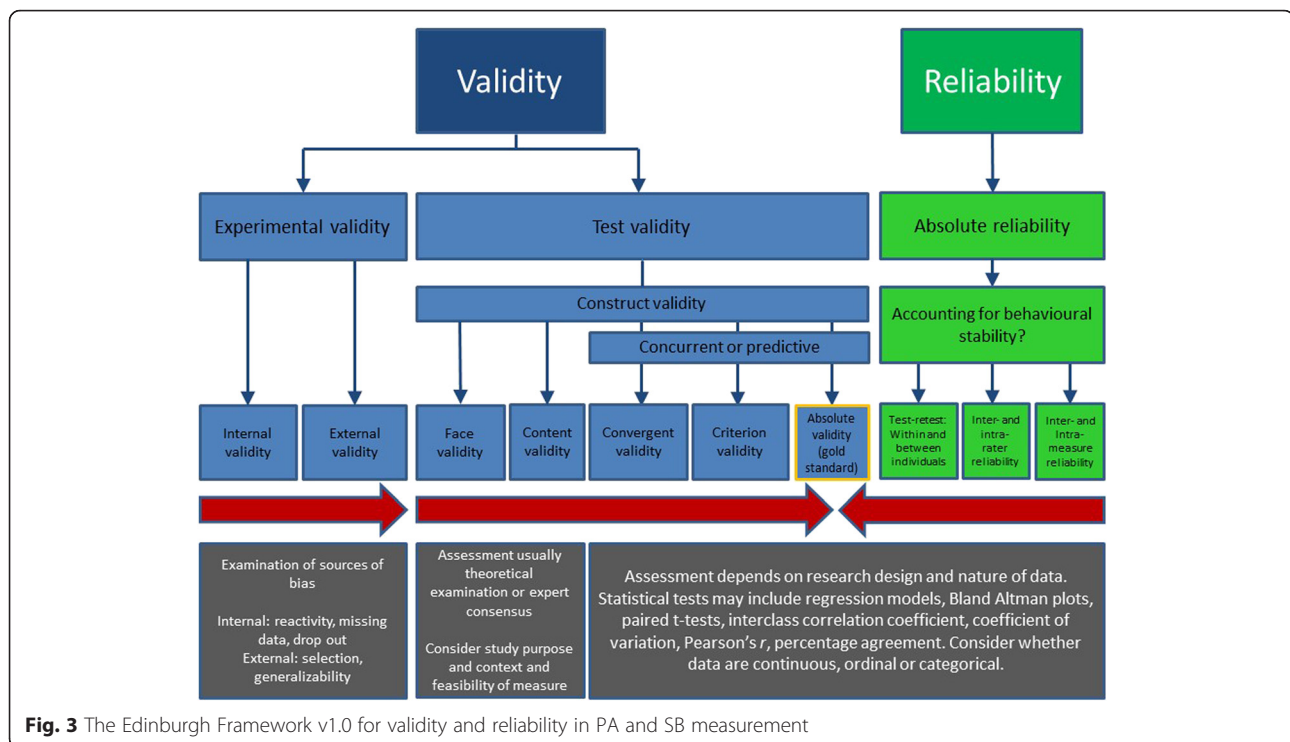 Validity
Reliability
Experimental validity
Test validity
Absolute reliability
Construct validity
Accounting for behavioural
stability?
Concurrent or predictive
Internal
validity
External
validity
Face
validity
Content
validity
Convergent
validity
Criterion
validity
Absolute
validity
(gold
standard)
Test-retest:
Within and
between
individuals
Inter- and
intra-
rater
reliability
Inter- and
Intra-
measure
reliability
Examination of sources of
bias
Internal: reactivity, missing
data, drop out
External: selection,
generalizability
Assessment usually
theoretical
examination or expert
consensus
Consider study purpose
and context and
feasibility of measure
Assessment depends on research design and nature of data.
Statistical tests may include regression models, Bland Altman plots,
paired t-tests, interclass correlation coefficient, coefficient of
variation, Pearson's r, percentage agreement. Consider whether
data are continuous, ordinal or categorical.
Fig. 3 The Edinburgh Framework v1.0 for validity and reliability in PA and SB measurement